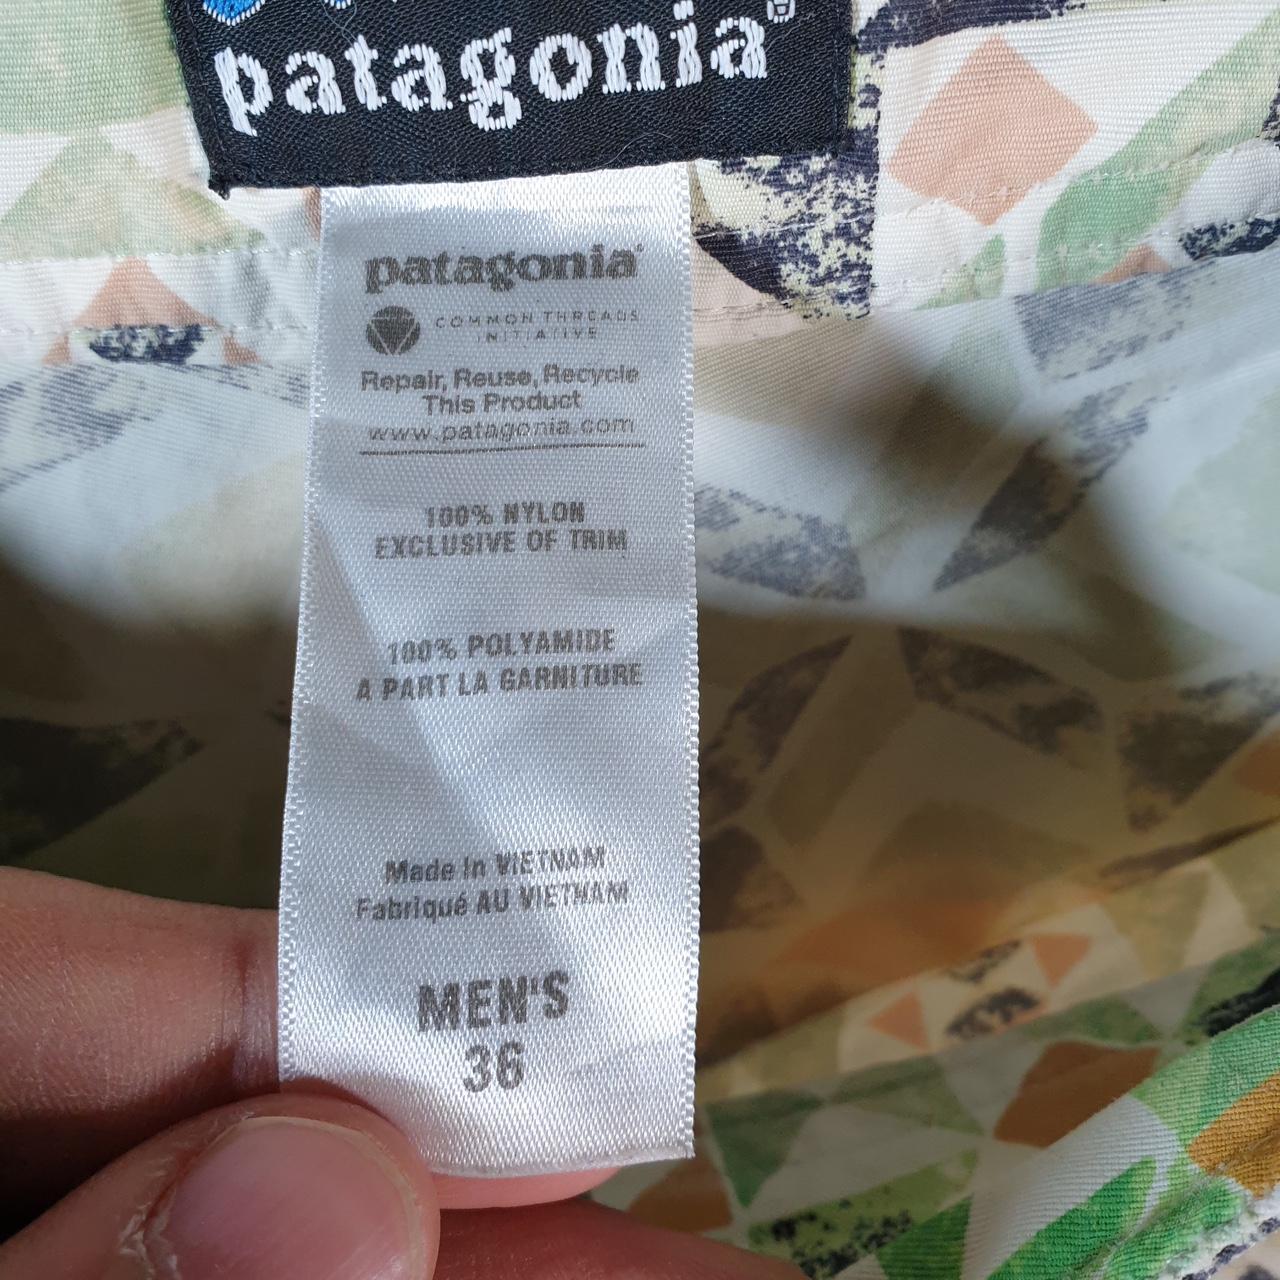 patagonia®
patagonia®
COMMON THREADS
INITIATIVE
Repair, Reuse, Recycle
This Product
www.patagonia.com
100% NYLON
EXCLUSIVE OF TRIM
100% POLYAMIDE
A PART LA GARNITURE
Made in VIETNAM
Fabriqué AU VIETNAM
MEN'S
36